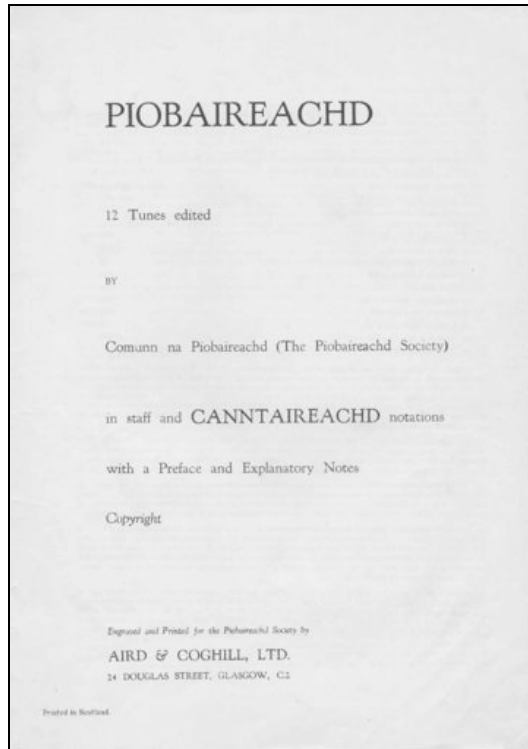 PIOBAIREACHD
12 Tunes edited
BY
Comunn na Piobaireachd (The Piobaireachd Society)
in staff and CANNTAIREACHD notations
with a Preface and Explanatory Notes
Copyright
Engraved and Printed for the Piobaireachd Society by
AIRD & COGHILL, LTD.
24 DOUGLAS STREET, GLASGOW, C.2
Printed in Scotland.